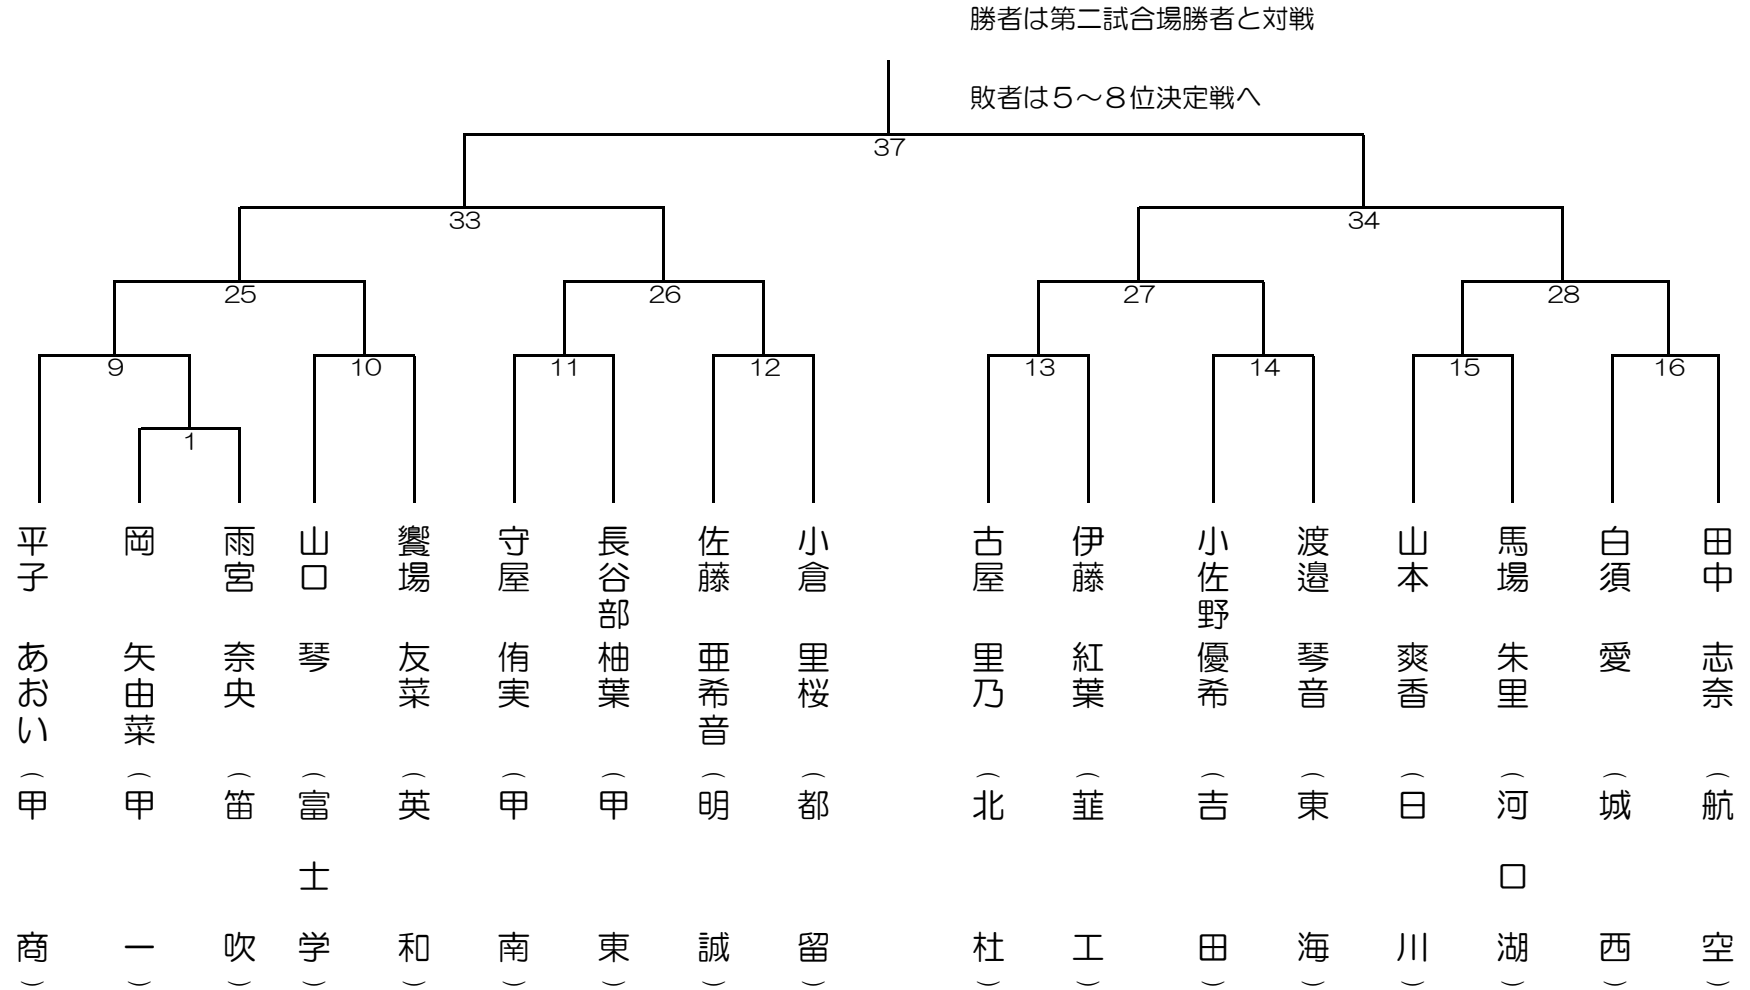 勝者は第二試合場勝者と対戦
敗者は5～8位決定戦へ
37
33
34
25
26
27
28
9
10
11
12
13
14
15
16
1
平子 あおい（甲商）
岡 矢由菜（甲一）
雨宮 奈央（笛吹）
山口 琴（富士学）
饗場 友菜（英和）
守屋 侑実（甲南）
長谷部 柚葉（甲東）
佐藤 亜希音（明誠）
小倉 里桜（都留）
古屋 里乃（北杜）
伊藤 紅葉（韮工）
小佐野 優希（吉田）
渡邉 琴音（東海）
山本 爽香（日川）
馬場 朱里（河口湖）
白須 愛（城西）
田中 志奈（航空）